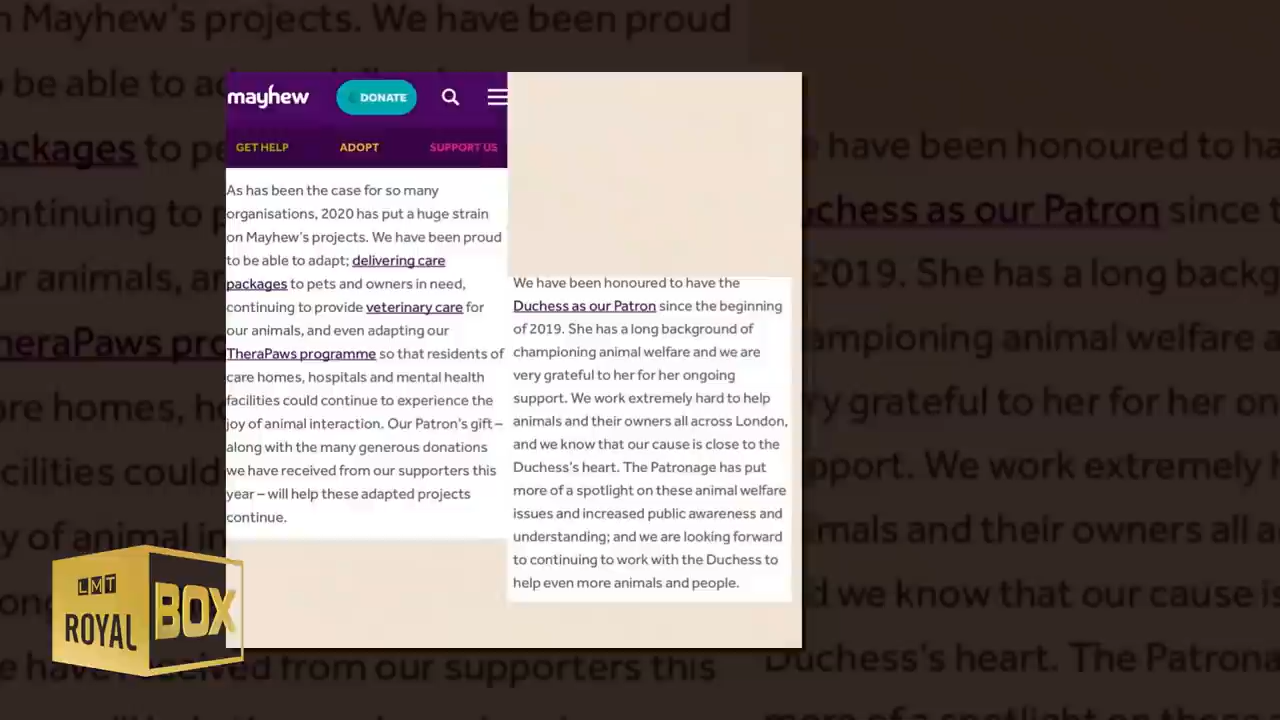 mayhew
DONATE
GET HELP
ADOPT
SUPPORT US
As has been the case for so many
organisations, 2020 has put a huge strain
on Mayhew's projects. We have been proud
to be able to adapt; delivering care
packages to pets and owners in need,
continuing to provide veterinary care for
our animals, and even adapting our
TheraPaws programme so that residents of
care homes, hospitals and mental health
facilities could continue to experience the
joy of animal interaction. Our Patron's gift –
along with the many generous donations
we have received from our supporters this
year – will help these adapted projects
continue.
We have been honoured to have the
Duchess as our Patron since the beginning
of 2019. She has a long background of
championing animal welfare and we are
very grateful to her for her ongoing
support. We work extremely hard to help
animals and their owners all across London,
and we know that our cause is close to the
Duchess's heart. The Patronage has put
more of a spotlight on these animal welfare
issues and increased public awareness and
understanding; and we are looking forward
to continuing to work with the Duchess to
help even more animals and people.
LMT
ROYAL
BOX